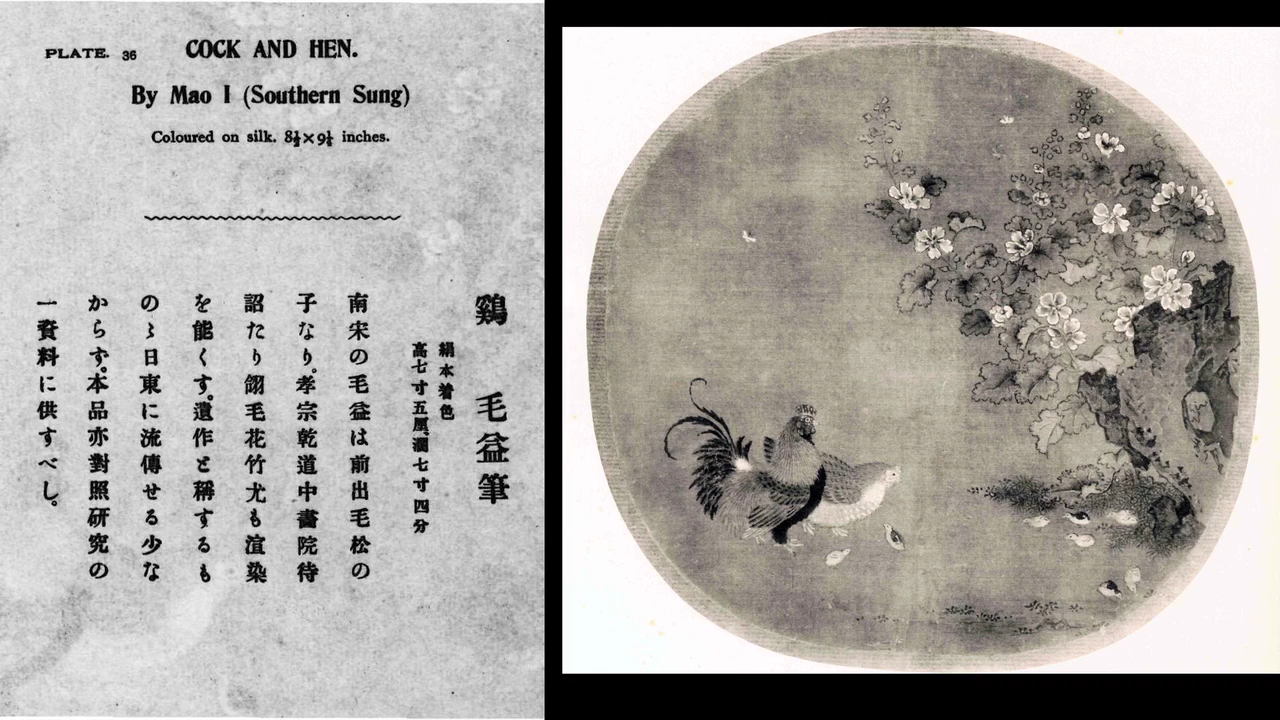 PLATE. 36
COCK AND HEN.
By Mao I (Southern Sung)
Coloured on silk. 8½×9½ inches.
鷄 毛益筆
絹本着色
高七寸五厘濶七寸四分
南宋の毛益は前出毛松の
子なり。孝宗乾道中畫院待
詔たり翎毛花竹尤も渲染
を能くす。遺作と稱するも
の〻日東に流傳せる少な
からず。本品亦對照研究の
一資料に供すべし。